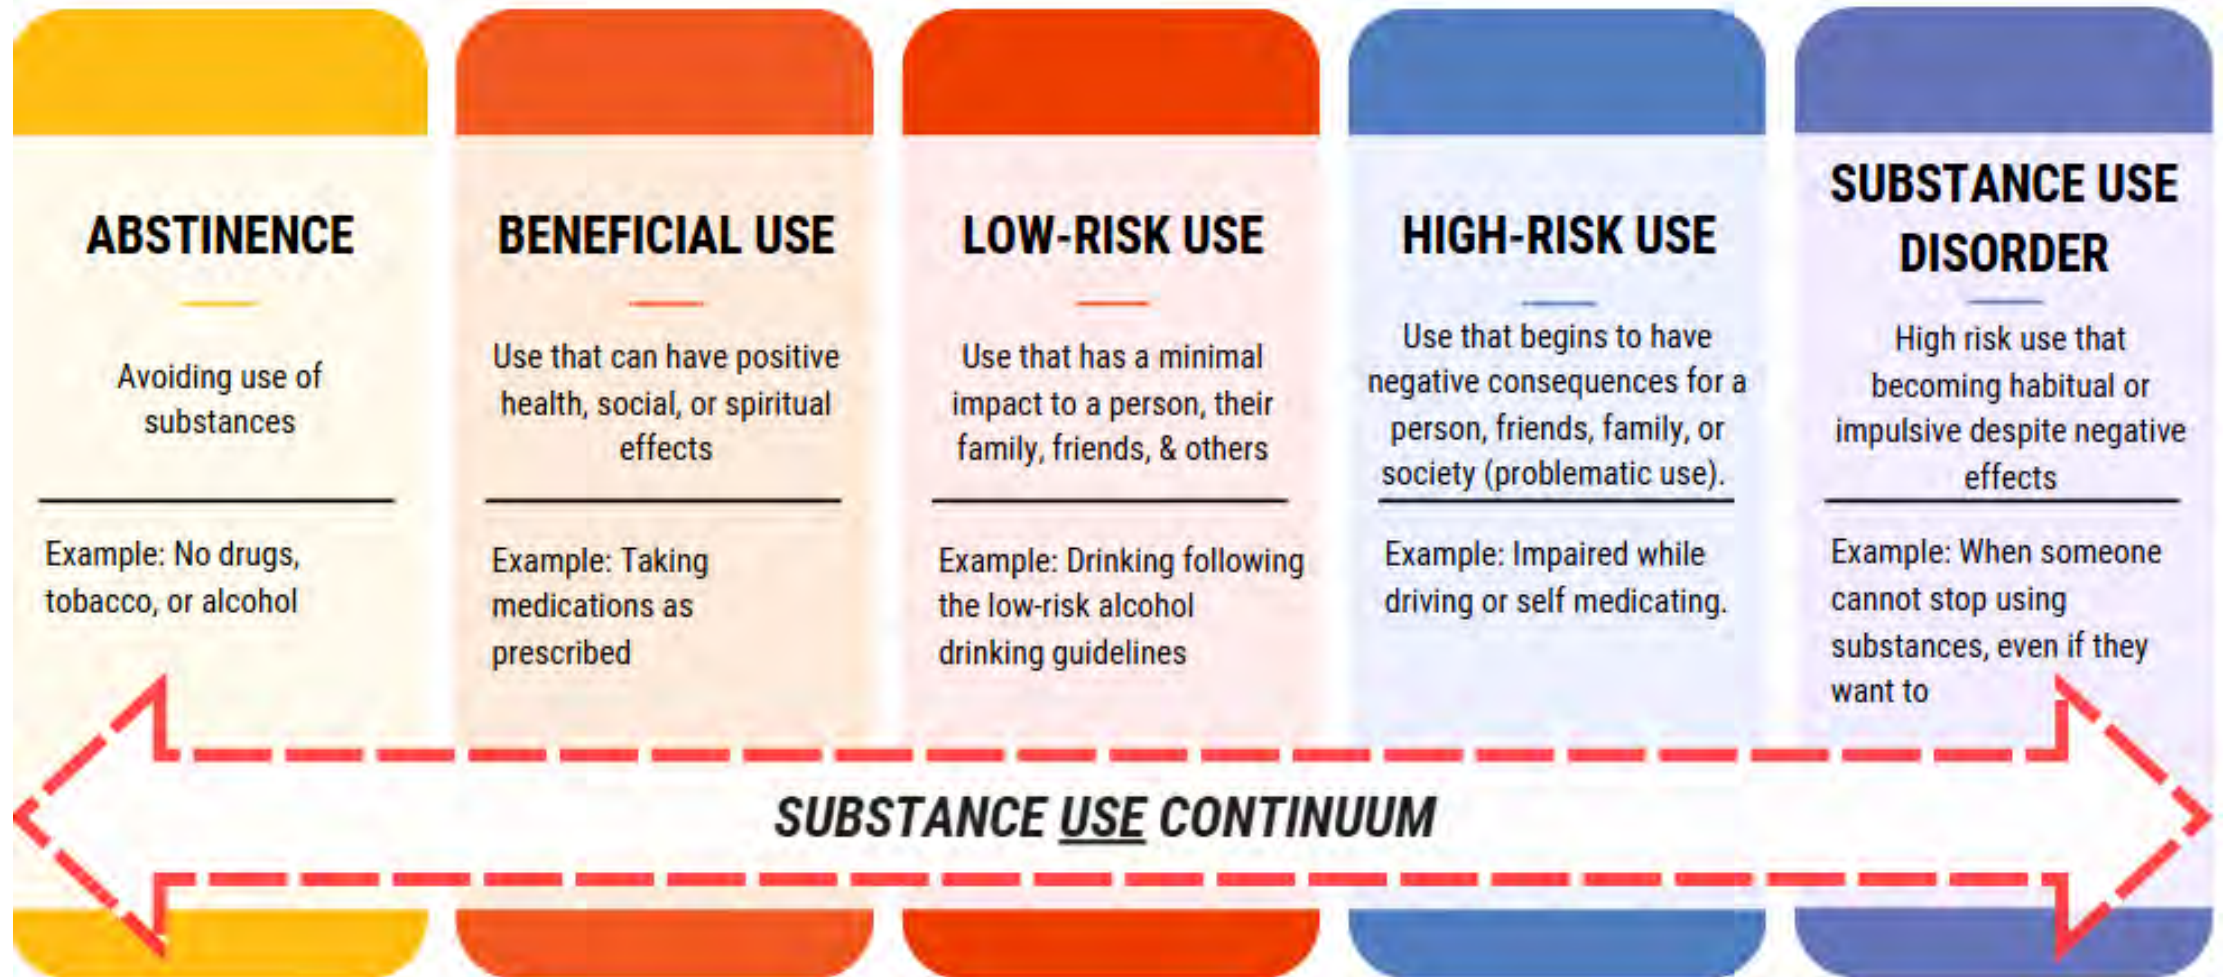 ABSTINENCE
Avoiding use of
substances
Example: No drugs,
tobacco, or alcohol
BENEFICIAL USE
Use that can have positive
health, social, or spiritual
effects
Example: Taking
medications as
prescribed
LOW-RISK USE
Use that has a minimal
impact to a person, their
family, friends, & others
Example: Drinking following
the low-risk alcohol
drinking guidelines
HIGH-RISK USE
Use that begins to have
negative consequences for a
person, friends, family, or
society (problematic use).
Example: Impaired while
driving or self medicating.
SUBSTANCE USE
DISORDER
High risk use that
becoming habitual or
impulsive despite negative
effects
Example: When someone
cannot stop using
substances, even if they
want to
SUBSTANCE USE CONTINUUM